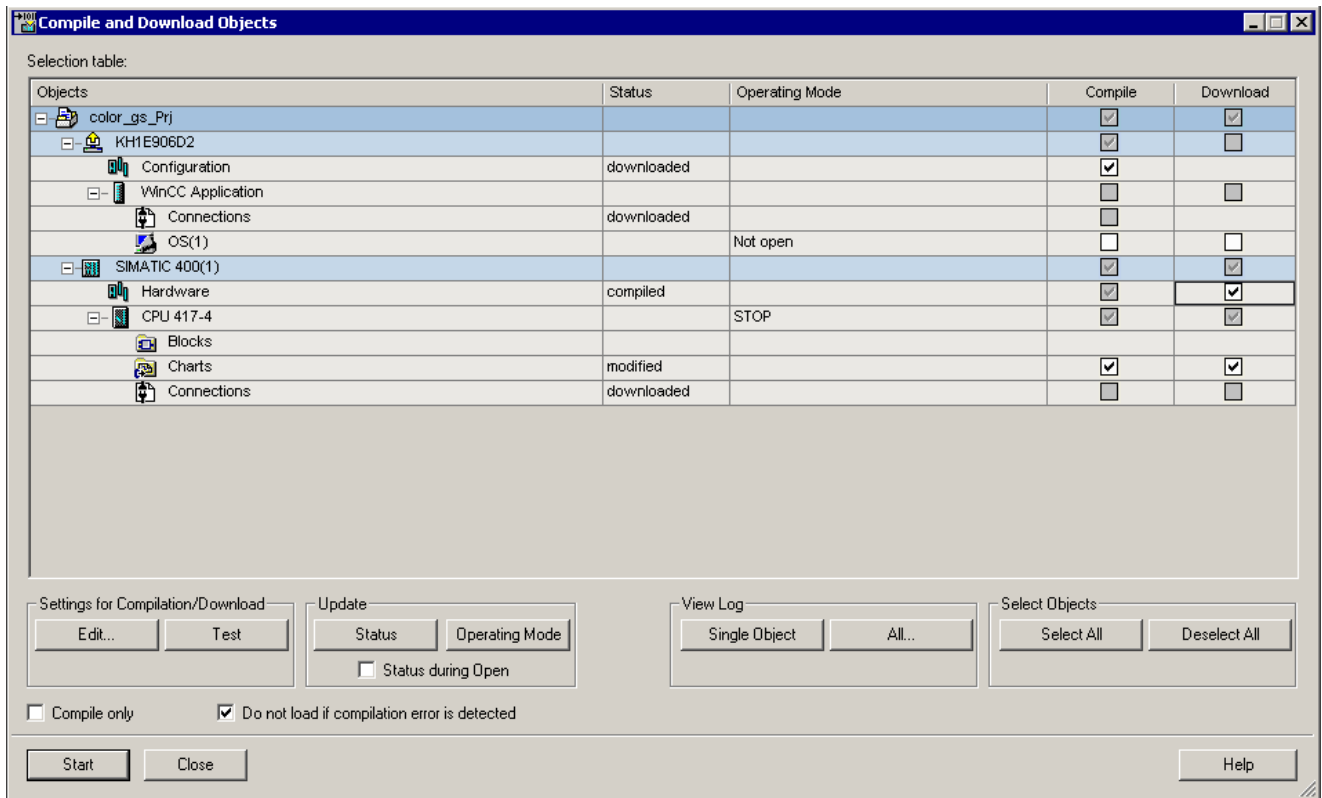 Compile and Download Objects
Selection table:
Objects Status Operating Mode Compile Download
color_gs_Prj
KH1E906D2
Configuration downloaded
WinCC Application
Connections downloaded
OS(1) Not open
SIMATIC 400(1)
Hardware compiled
CPU 417-4 STOP
Blocks
Charts modified
Connections downloaded
Settings for Compilation/Download Update View Log Select Objects
Edit... Test Status Operating Mode Single Object All... Select All Deselect All
Status during Open
Compile only Do not load if compilation error is detected
Start Close Help